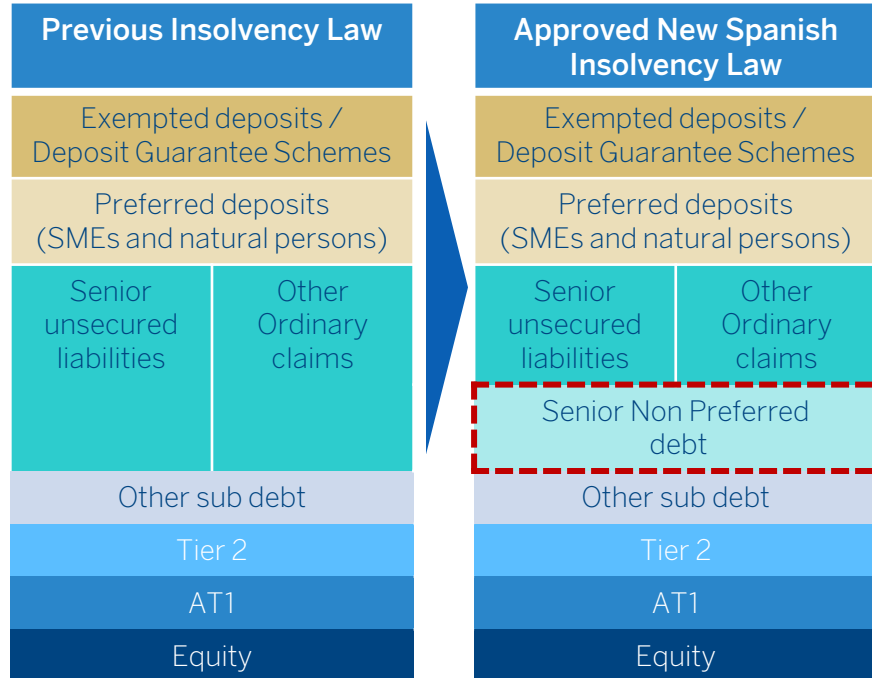 Previous Insolvency Law
Exempted deposits /
Deposit Guarantee Schemes
Preferred deposits
(SMEs and natural persons)
Senior
unsecured
liabilities
Other
Ordinary
claims
Other sub debt
Tier 2
AT1
Equity
Approved New Spanish
Insolvency Law
Exempted deposits /
Deposit Guarantee Schemes
Preferred deposits
(SMEs and natural persons)
Senior
unsecured
liabilities
Other
Ordinary
claims
Senior Non Preferred
debt
Other sub debt
Tier 2
AT1
Equity